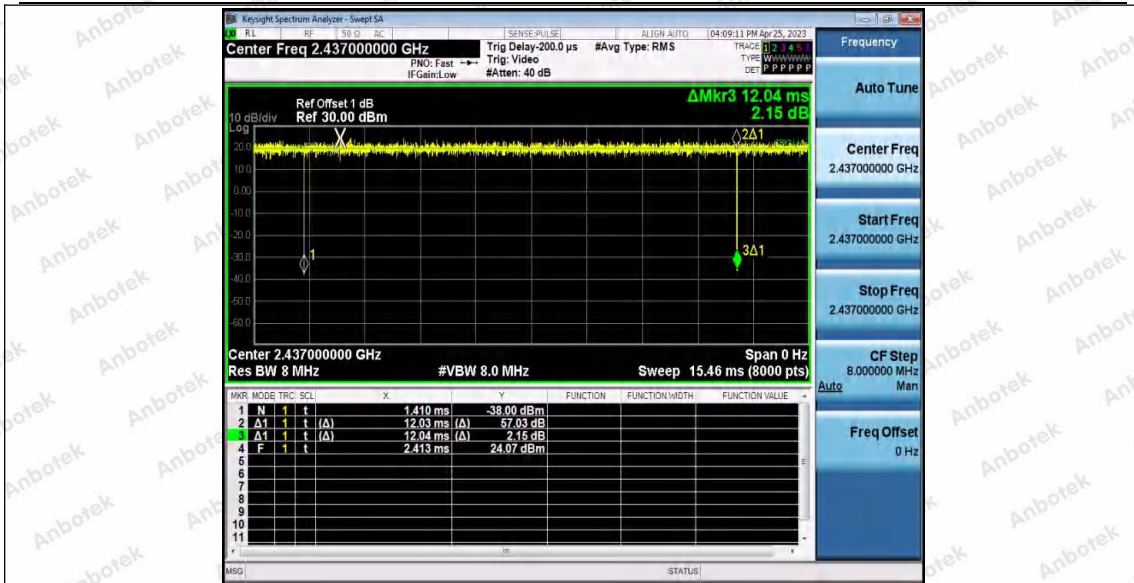 Keysight Spectrum Analyzer - Swept SA
RL RF 50 Ω AC SENSE:PULSE ALIGN AUTO 04:09:11 PM Apr 25, 2023
Center Freq 2.437000000 GHz
PNO: Fast
IFGain:Low
Trig Delay-200.0 µs
Trig: Video
#Atten: 40 dB
#Avg Type: RMS
TRACE 1 2 3 4 5 6
TYPE W
DET P P P P P P
Ref Offset 1 dB
10 dB/div Ref 30.00 dBm
Log
ΔMkr3 12.04 ms
2.15 dB
20.0
10.0
0.00
-10.0
-20.0
-30.0
-40.0
-50.0
-60.0
X
2Δ1
1
3Δ1
Center 2.437000000 GHz Span 0 Hz
Res BW 8 MHz #VBW 8.0 MHz Sweep 15.46 ms (8000 pts)
MKR MODE TRC SCL X Y FUNCTION FUNCTION WIDTH FUNCTION VALUE
1 N 1 t 1.410 ms -38.00 dBm
2 Δ1 1 t (Δ) 12.03 ms (Δ) 57.03 dB
3 Δ1 1 t (Δ) 12.04 ms (Δ) 2.15 dB
4 F 1 t 2.413 ms 24.07 dBm
5
6
7
8
9
10
11
MSG STATUS
Frequency
Auto Tune
Center Freq
2.437000000 GHz
Start Freq
2.437000000 GHz
Stop Freq
2.437000000 GHz
CF Step
8.000000 MHz
Auto Man
Freq Offset
0 Hz
Anbotek